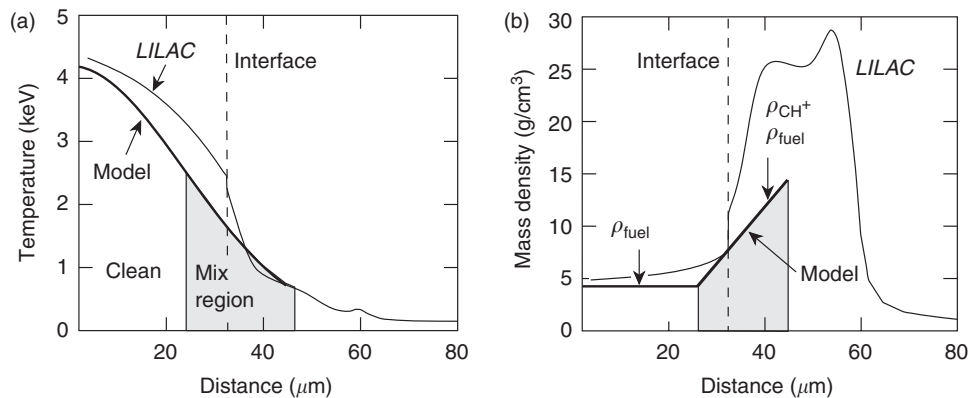 (a)
5
4
3
2
1
0
Temperature (keV)
LILAC
Interface
Model
Clean
Mix
region
20
40
60
80
Distance (μm)
(b)
30
25
20
15
10
5
0
Mass density (g/cm³)
Interface
LILAC
ρCH+
ρfuel
ρfuel
Model
20
40
60
80
Distance (μm)